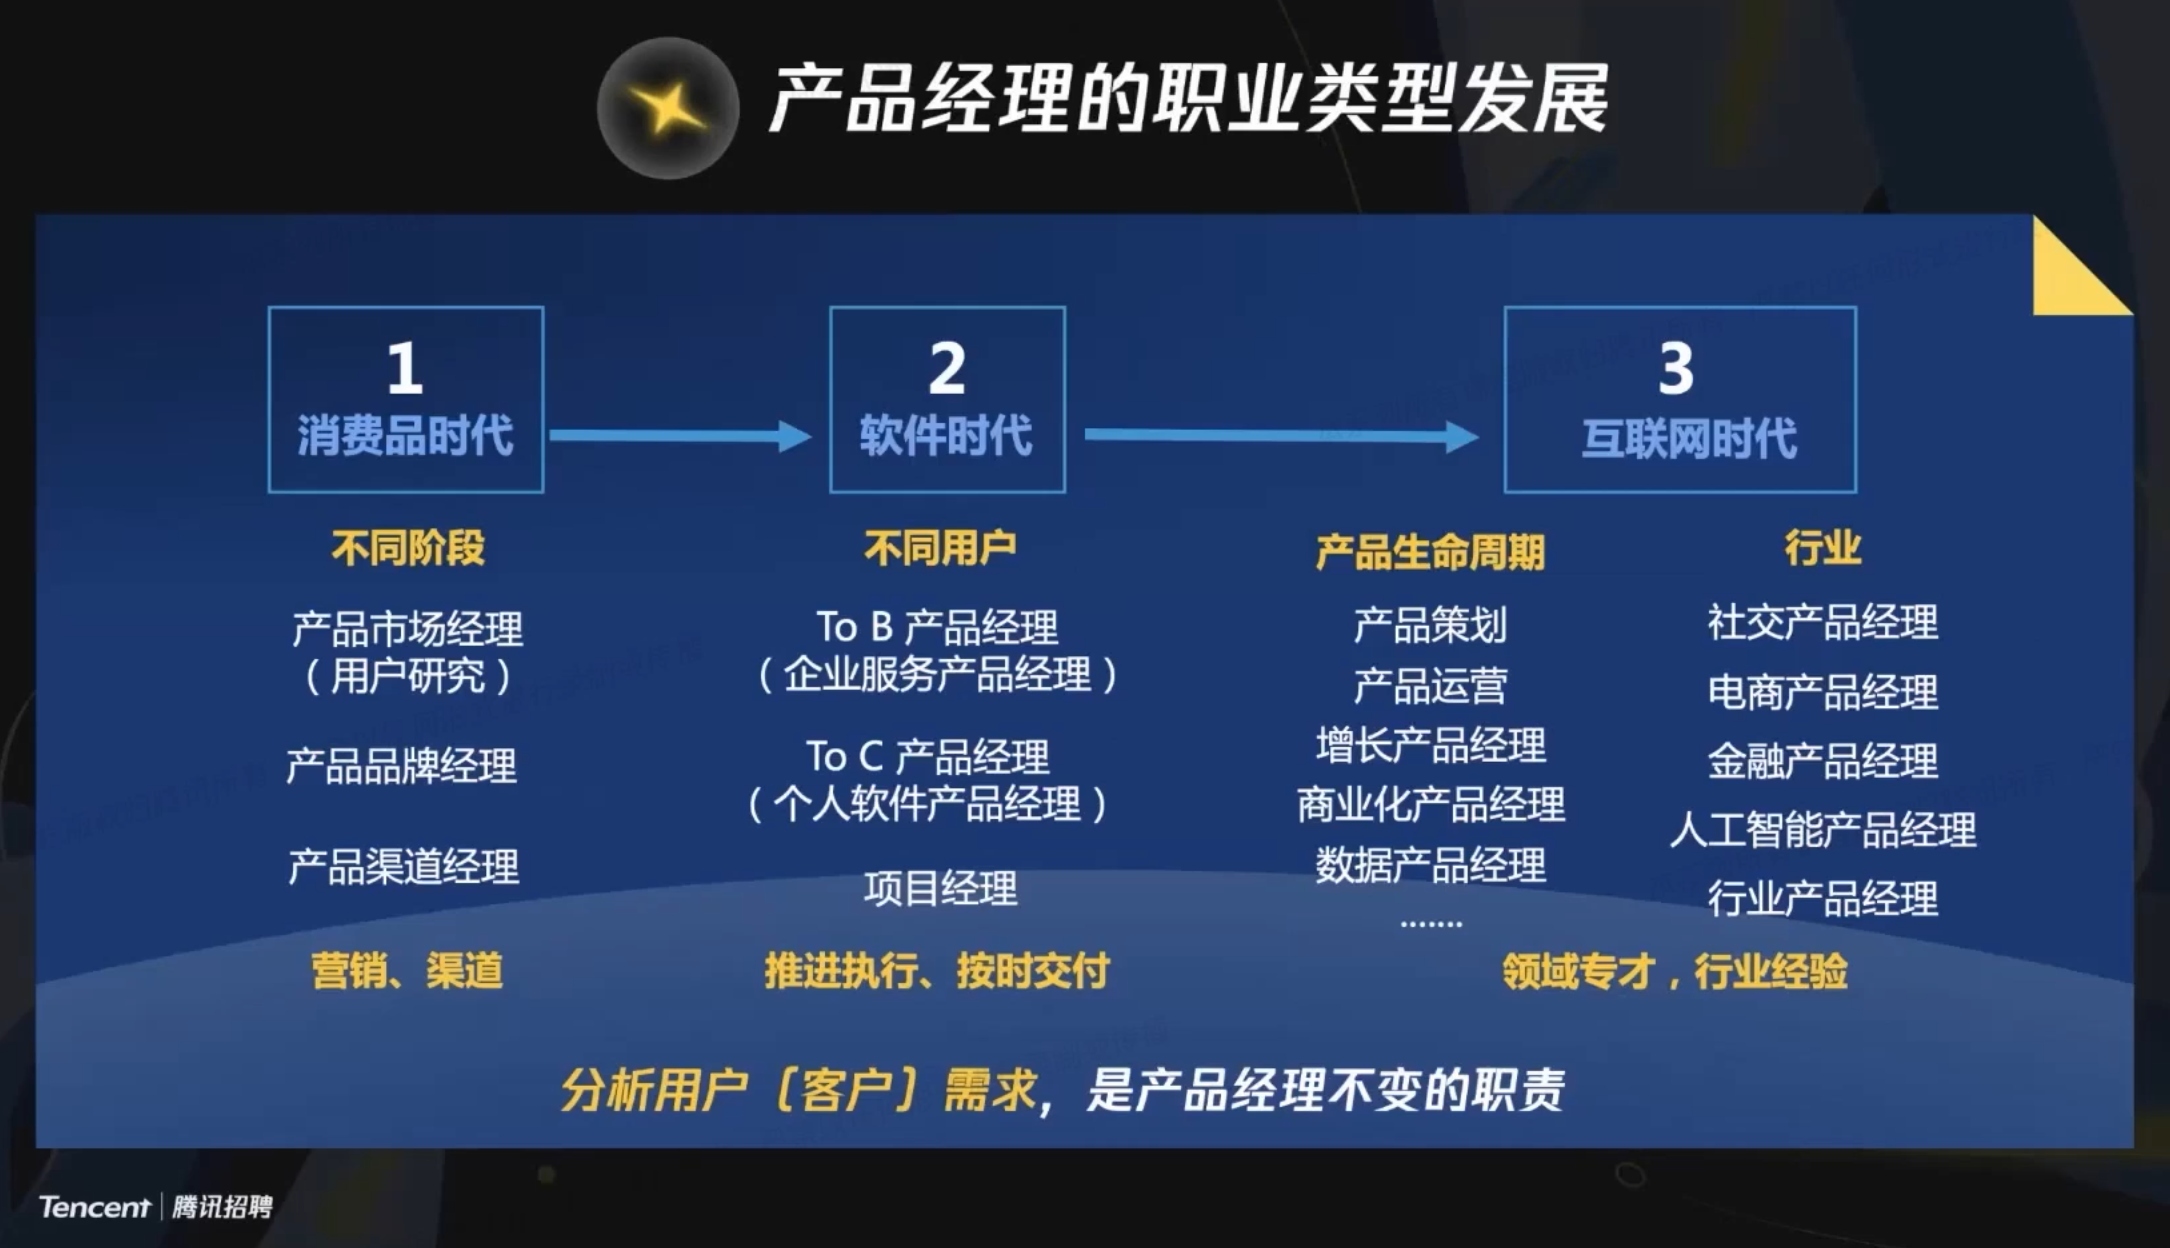 产品经理的职业类型发展
1
消费品时代
2
软件时代
3
互联网时代
不同阶段
产品市场经理
（用户研究）
产品品牌经理
产品渠道经理
营销、渠道
不同用户
To B 产品经理
（企业服务产品经理）
To C 产品经理
（个人软件产品经理）
项目经理
推进执行、按时交付
产品生命周期
产品策划
产品运营
增长产品经理
商业化产品经理
数据产品经理
.......
行业
社交产品经理
电商产品经理
金融产品经理
人工智能产品经理
行业产品经理
领域专才，行业经验
分析用户〔客户〕需求，是产品经理不变的职责
Tencent | 腾讯招聘